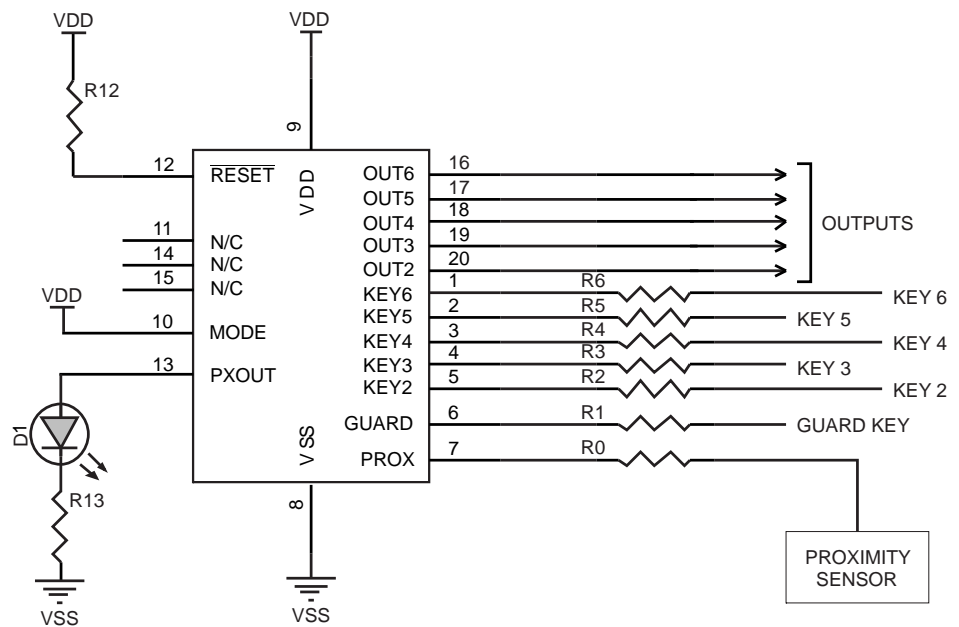 VDD
VDD
R12
9
12
RESET
VDD
11
N/C
14
N/C
15
N/C
VDD
10
MODE
13
PXOUT
D1
R13
VSS
VSS
8
VSS
OUT6
16
OUT5
17
OUT4
18
OUT3
19
OUT2
20
OUTPUTS
KEY6
1
R6
KEY 6
KEY5
2
R5
KEY 5
KEY4
3
R4
KEY 4
KEY3
4
R3
KEY 3
KEY2
5
R2
KEY 2
GUARD
6
R1
GUARD KEY
PROX
7
R0
PROXIMITY
SENSOR